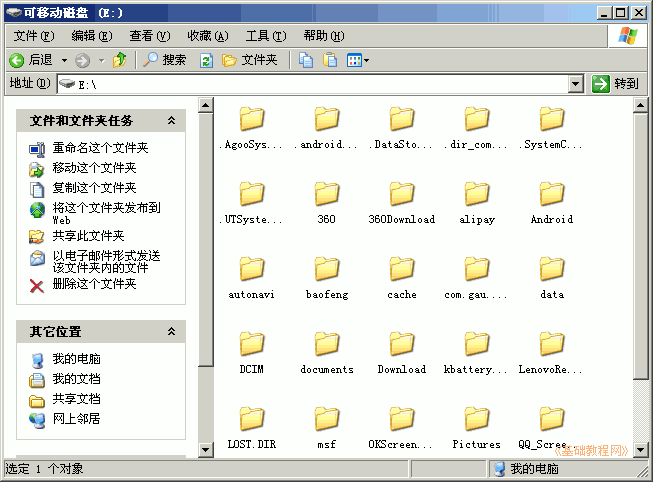 可移动磁盘 (E:)
文件(F) 编辑(E) 查看(V) 收藏(A) 工具(T) 帮助(H)
后退 搜索 文件夹
地址(D) E:\ 转到
文件和文件夹任务
重命名这个文件夹
移动这个文件夹
复制这个文件夹
将这个文件夹发布到
Web
共享此文件夹
以电子邮件形式发送
该文件夹内的文件
删除这个文件夹
其它位置
我的电脑
我的文档
共享文档
网上邻居
.AgooSys... .android... .DataSto... .dir_com... .SystemC...
.UTSyste... 360 360Download alipay Android
autonavi baofeng cache com.gau.... data
DCIM documents Download kbattery... LenovoRe...
LOST.DIR msf OKScreen... Pictures QQ_Scree...
《基础教程网》
选定 1 个对象 我的电脑